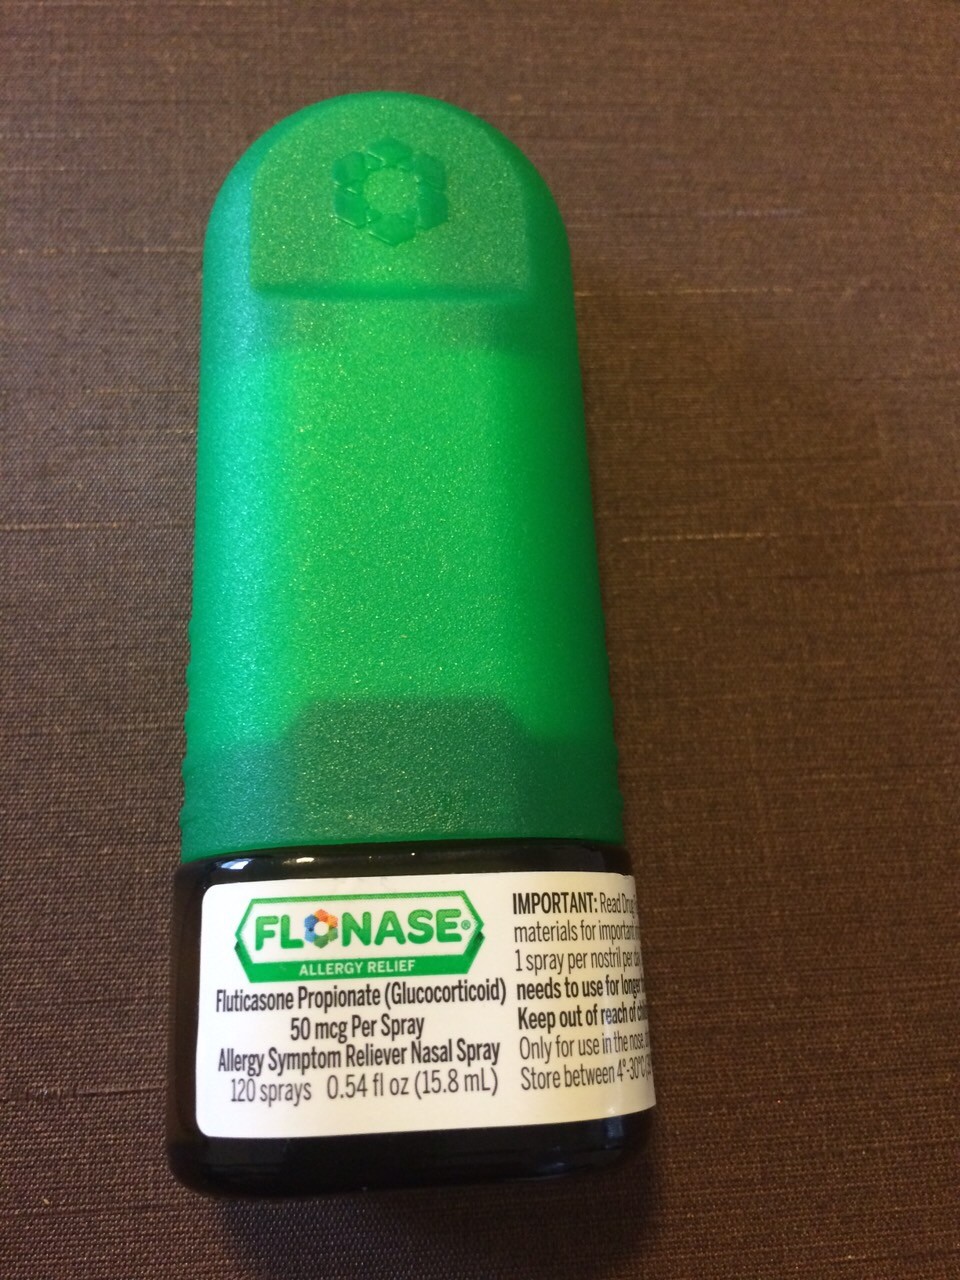 FLONASE®
ALLERGY RELIEF
Fluticasone Propionate (Glucocorticoid)
50 mcg Per Spray
Allergy Symptom Reliever Nasal Spray
120 sprays 0.54 fl oz (15.8 mL)
IMPORTANT: Read Drug
materials for important
1 spray per nostril per
needs to use for longer
Keep out of reach of
Only for use in the nose.
Store between 4°-30°C